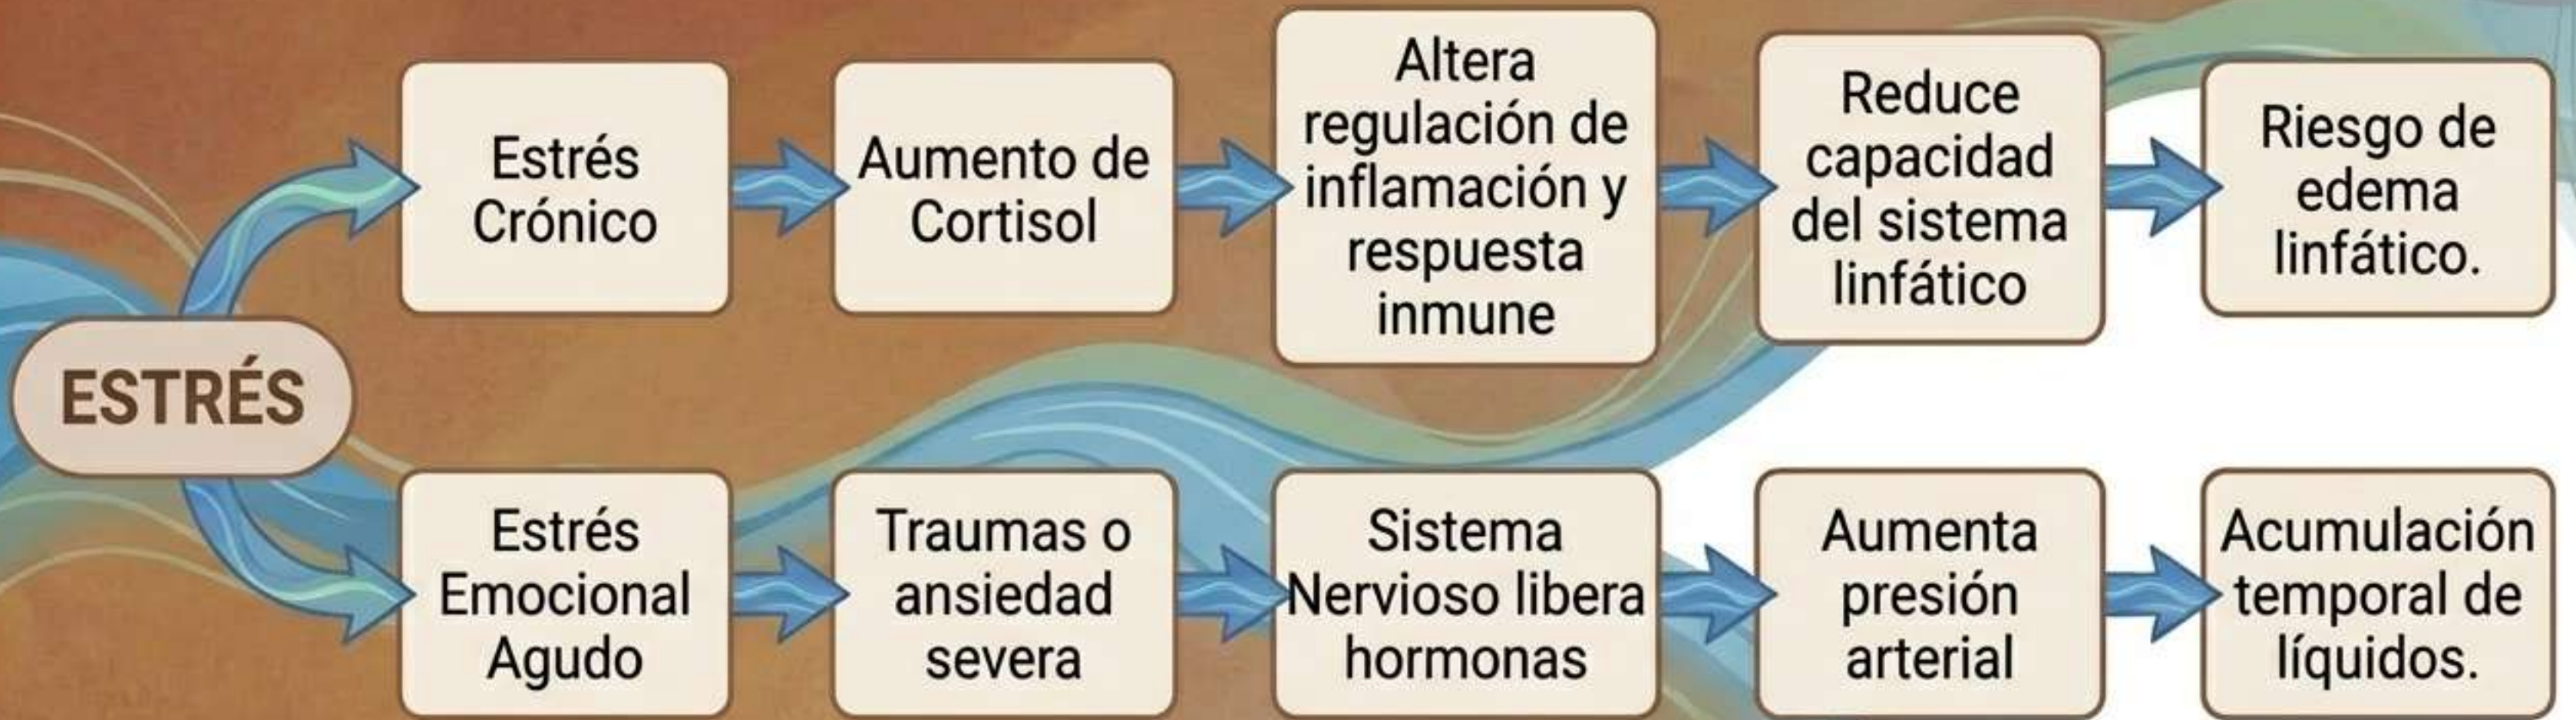 ESTRÉS
Estrés
Crónico
Aumento de
Cortisol
Altera
regulación de
inflamación y
respuesta
inmune
Reduce
capacidad
del sistema
linfático
Riesgo de
edema
linfático.
Estrés
Emocional
Agudo
Traumas o
ansiedad
severa
Sistema
Nervioso libera
hormonas
Aumenta
presión
arterial
Acumulación
temporal de
líquidos.